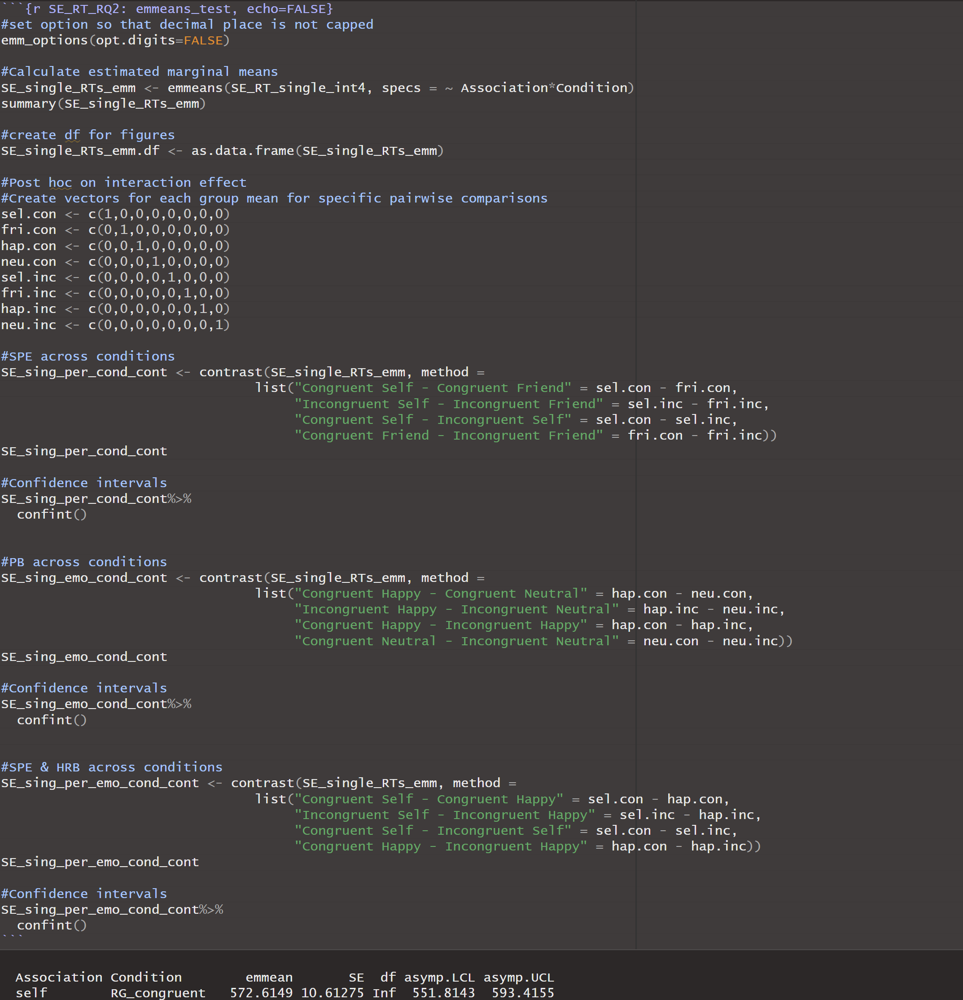 ```{r SE_RT_RQ2: emmeans_test, echo=FALSE}
#set option so that decimal place is not capped
emm_options(opt.digits=FALSE)
#Calculate estimated marginal means
SE_single_RTs_emm <- emmeans(SE_RT_single_int4, specs = ~ Association*Condition)
summary(SE_single_RTs_emm)
#create df for figures
SE_single_RTs_emm.df <- as.data.frame(SE_single_RTs_emm)
#Post hoc on interaction effect
#Create vectors for each group mean for specific pairwise comparisons
sel.con <- c(1,0,0,0,0,0,0,0)
fri.con <- c(0,1,0,0,0,0,0,0)
hap.con <- c(0,0,1,0,0,0,0,0)
neu.con <- c(0,0,0,1,0,0,0,0)
sel.inc <- c(0,0,0,0,1,0,0,0)
fri.inc <- c(0,0,0,0,0,1,0,0)
hap.inc <- c(0,0,0,0,0,0,1,0)
neu.inc <- c(0,0,0,0,0,0,0,1)
#SPE across conditions
SE_sing_per_cond_cont <- contrast(SE_single_RTs_emm, method =
list("Congruent Self - Congruent Friend" = sel.con - fri.con,
"Incongruent Self - Incongruent Friend" = sel.inc - fri.inc,
"Congruent Self - Incongruent Self" = sel.con - sel.inc,
"Congruent Friend - Incongruent Friend" = fri.con - fri.inc))
SE_sing_per_cond_cont
#Confidence intervals
SE_sing_per_cond_cont%>%
confint()
#PB across conditions
SE_sing_emo_cond_cont <- contrast(SE_single_RTs_emm, method =
list("Congruent Happy - Congruent Neutral" = hap.con - neu.con,
"Incongruent Happy - Incongruent Neutral" = hap.inc - neu.inc,
"Congruent Happy - Incongruent Happy" = hap.con - hap.inc,
"Congruent Neutral - Incongruent Neutral" = neu.con - neu.inc))
SE_sing_emo_cond_cont
#Confidence intervals
SE_sing_emo_cond_cont%>%
confint()
#SPE & HRB across conditions
SE_sing_per_emo_cond_cont <- contrast(SE_single_RTs_emm, method =
list("Congruent Self - Congruent Happy" = sel.con - hap.con,
"Incongruent Self - Incongruent Happy" = sel.inc - hap.inc,
"Congruent Self - Incongruent Self" = sel.con - sel.inc,
"Congruent Happy - Incongruent Happy" = hap.con - hap.inc))
SE_sing_per_emo_cond_cont
#Confidence intervals
SE_sing_per_emo_cond_cont%>%
confint()
```
Association Condition emmean SE df asymp.LCL asymp.UCL
self RG_congruent 572.6149 10.61275 Inf 551.8143 593.4155